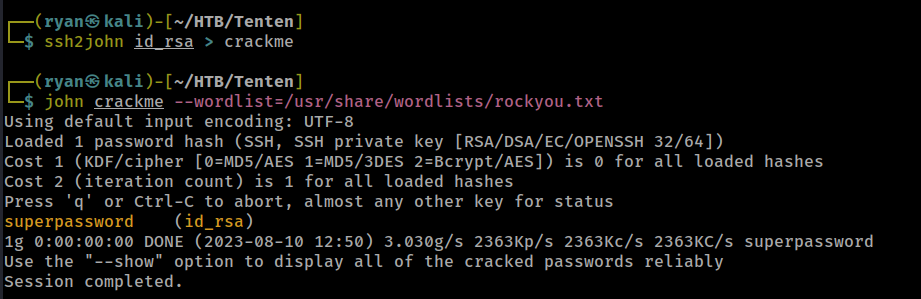 ┌──(ryan㉿kali)-[~/HTB/Tenten]
└─$ ssh2john id_rsa > crackme
┌──(ryan㉿kali)-[~/HTB/Tenten]
└─$ john crackme --wordlist=/usr/share/wordlists/rockyou.txt
Using default input encoding: UTF-8
Loaded 1 password hash (SSH, SSH private key [RSA/DSA/EC/OPENSSH 32/64])
Cost 1 (KDF/cipher [0=MD5/AES 1=MD5/3DES 2=Bcrypt/AES]) is 0 for all loaded hashes
Cost 2 (iteration count) is 1 for all loaded hashes
Press 'q' or Ctrl-C to abort, almost any other key for status
superpassword    (id_rsa)
1g 0:00:00:00 DONE (2023-08-10 12:50) 3.030g/s 2363Kp/s 2363Kc/s 2363KC/s superpassword
Use the "--show" option to display all of the cracked passwords reliably
Session completed.